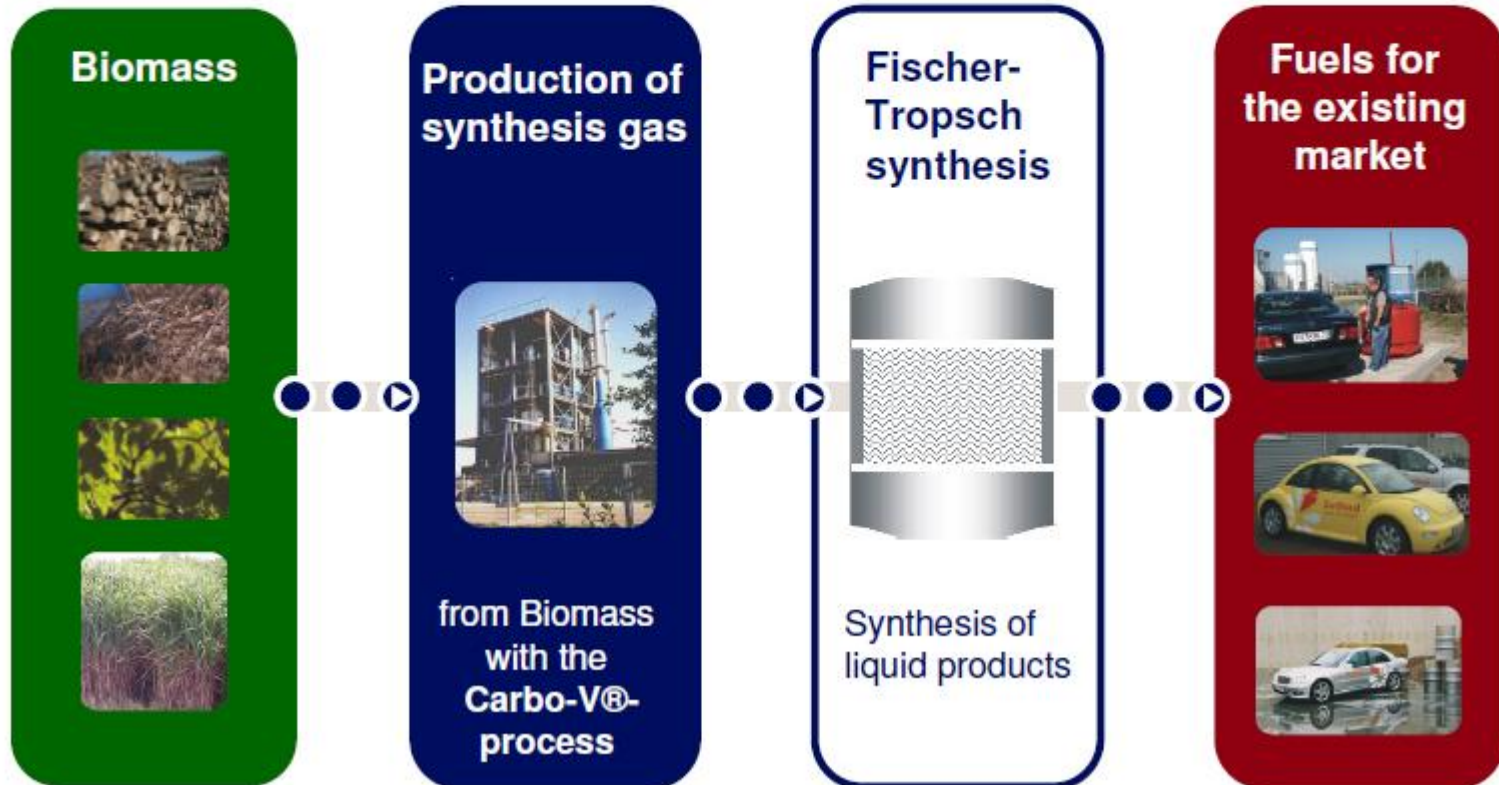 Biomass
Production of
synthesis gas
from Biomass
with the
Carbo-V®-
process
Fischer-
Tropsch
synthesis
Synthesis of
liquid products
Fuels for
the existing
market